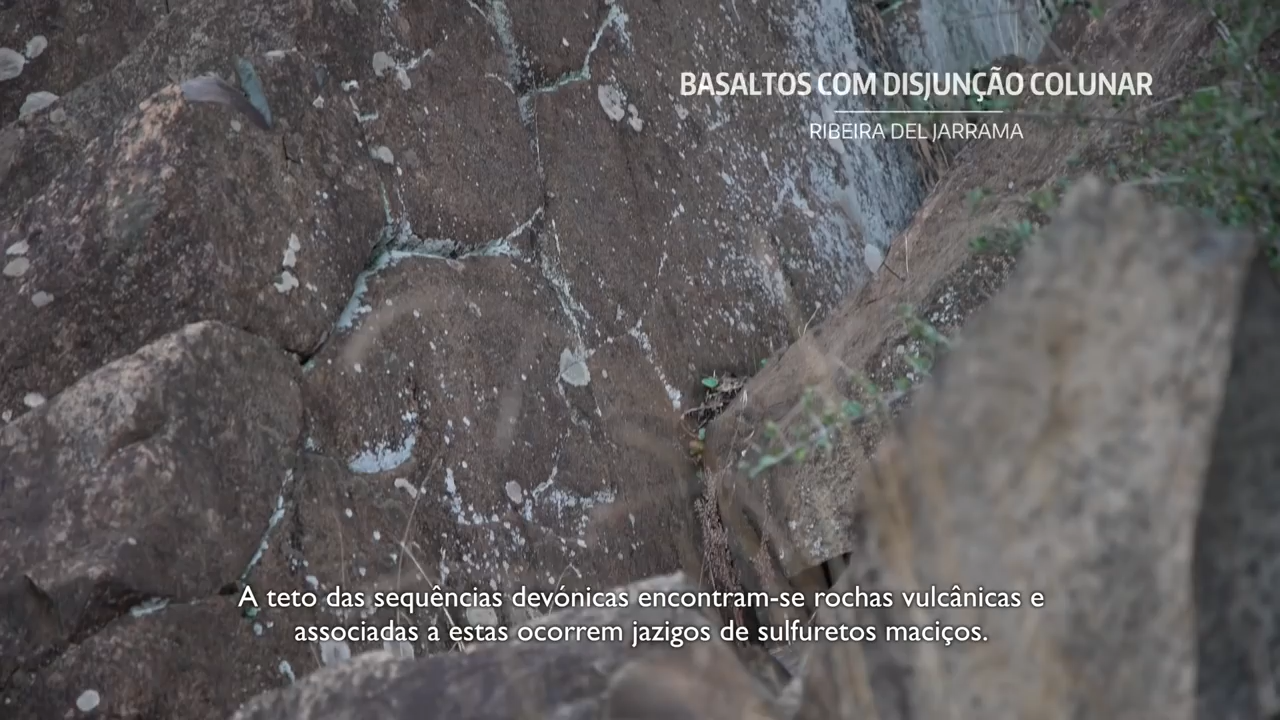 BASALTOS COM DISJUNÇÃO COLUNAR
RIBEIRA DEL JARRAMA
A teto das sequências devónicas encontram-se rochas vulcânicas e
associadas a estas ocorrem jazigos de sulfuretos maciços.